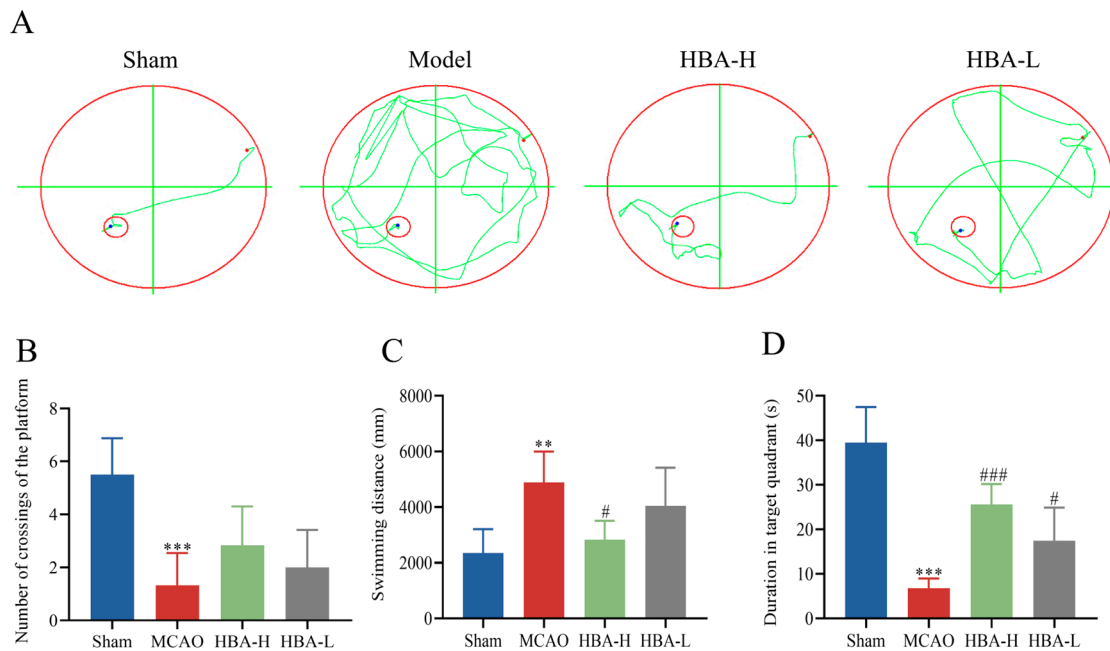 A
Sham Model HBA-H HBA-L
B
Number of crossings of the platform
8
6
4
2
0
***
Sham MCAO HBA-H HBA-L
C
Swimming distance (mm)
8000
6000
4000
2000
0
**
#
Sham MCAO HBA-H HBA-L
D
Duration in target quadrant (s)
50
40
30
20
10
0
***
###
#
Sham MCAO HBA-H HBA-L